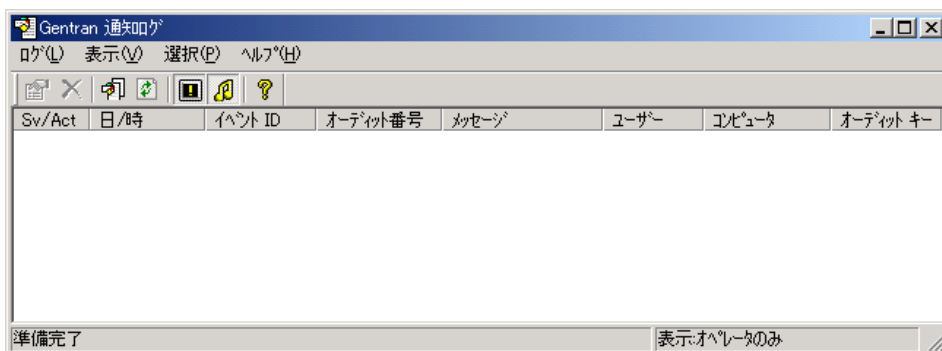 Gentran 通知ﾛｸﾞ
ﾛｸﾞ(L) 表示(V) 選択(P) ﾍﾙﾌﾟ(H)
Sv/Act 日/時 ｲﾍﾞﾝﾄ ID ｵｰﾃﾞｨｯﾄ番号 ﾒｯｾｰｼﾞ ﾕｰｻﾞｰ ｺﾝﾋﾟｭｰﾀ ｵｰﾃﾞｨｯﾄ ｷｰ
準備完了 表示:ｵﾍﾟﾚｰﾀのみ